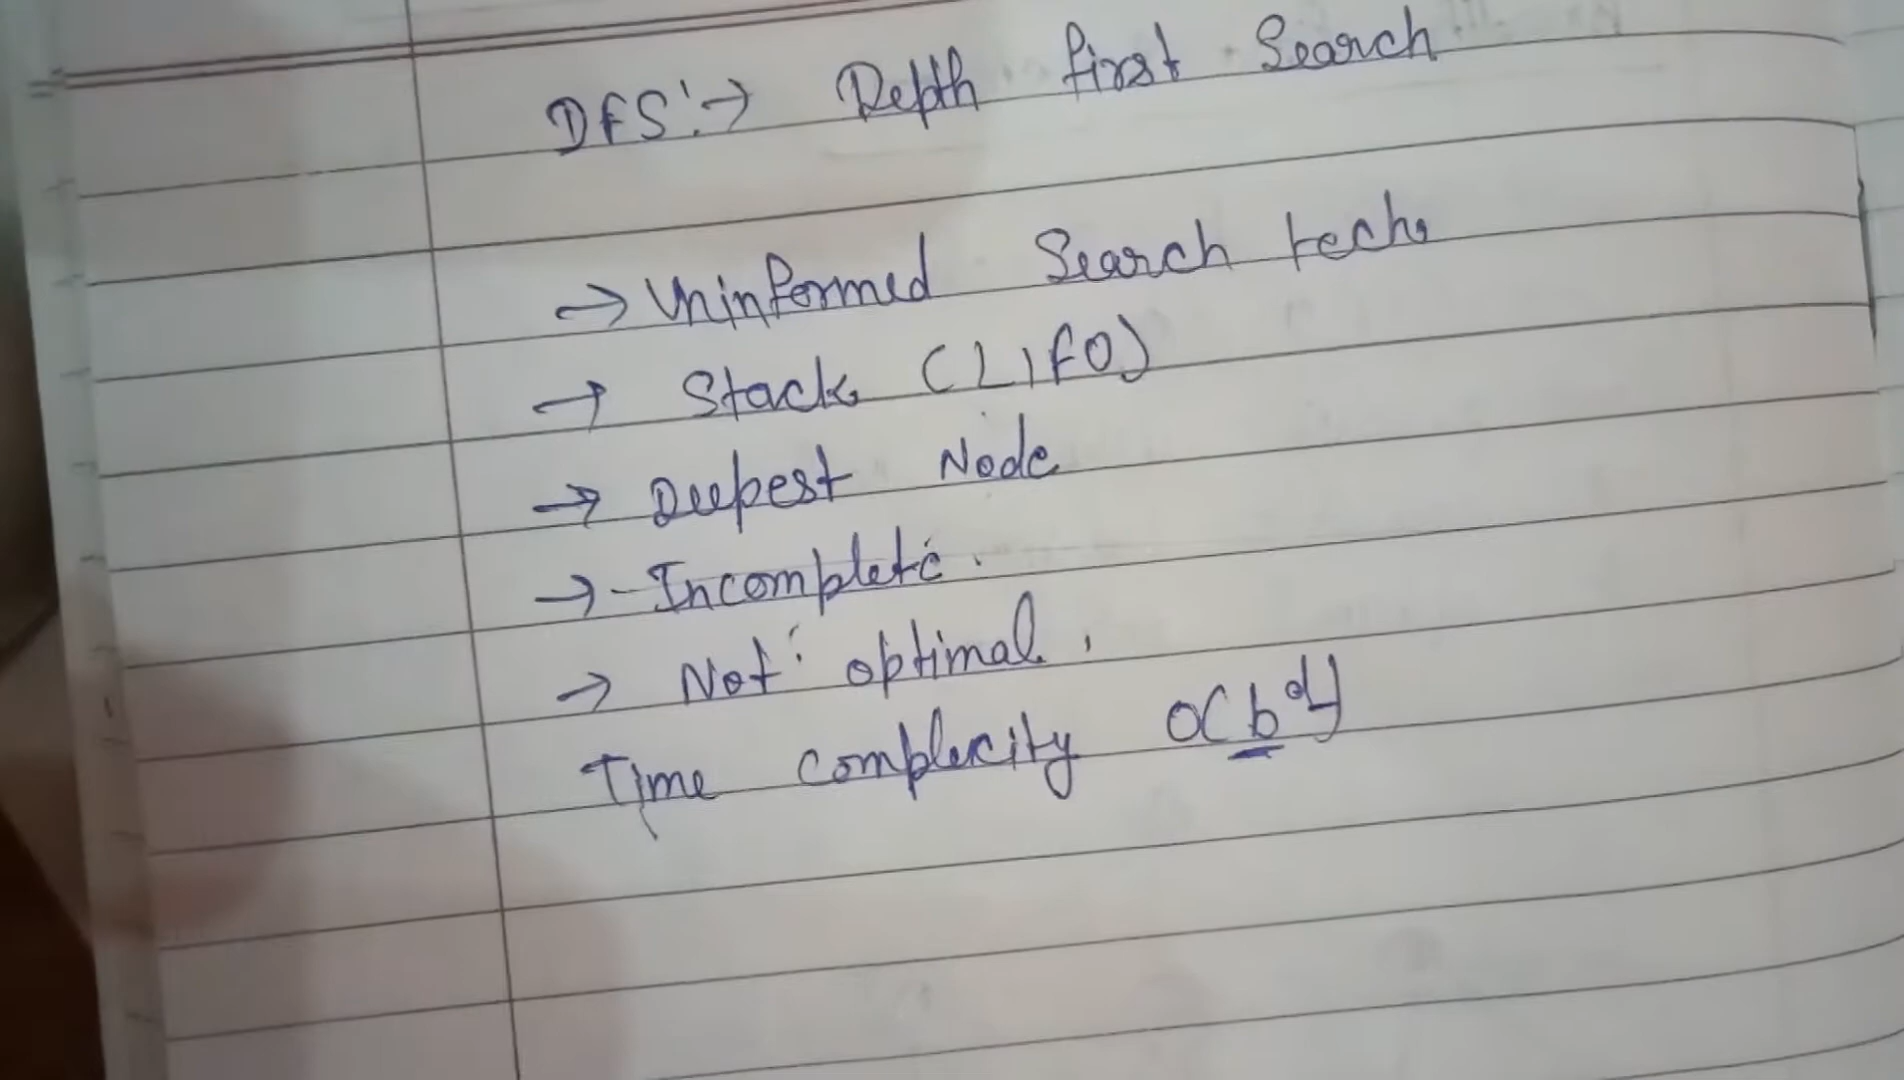 DFS :→ Depth first Search
→ Uninformed Search tech.
→ Stack (LIFO)
→ Deepest Node
→ - Incomplete.
→ Not optimal.
Time complexity O(b^d)